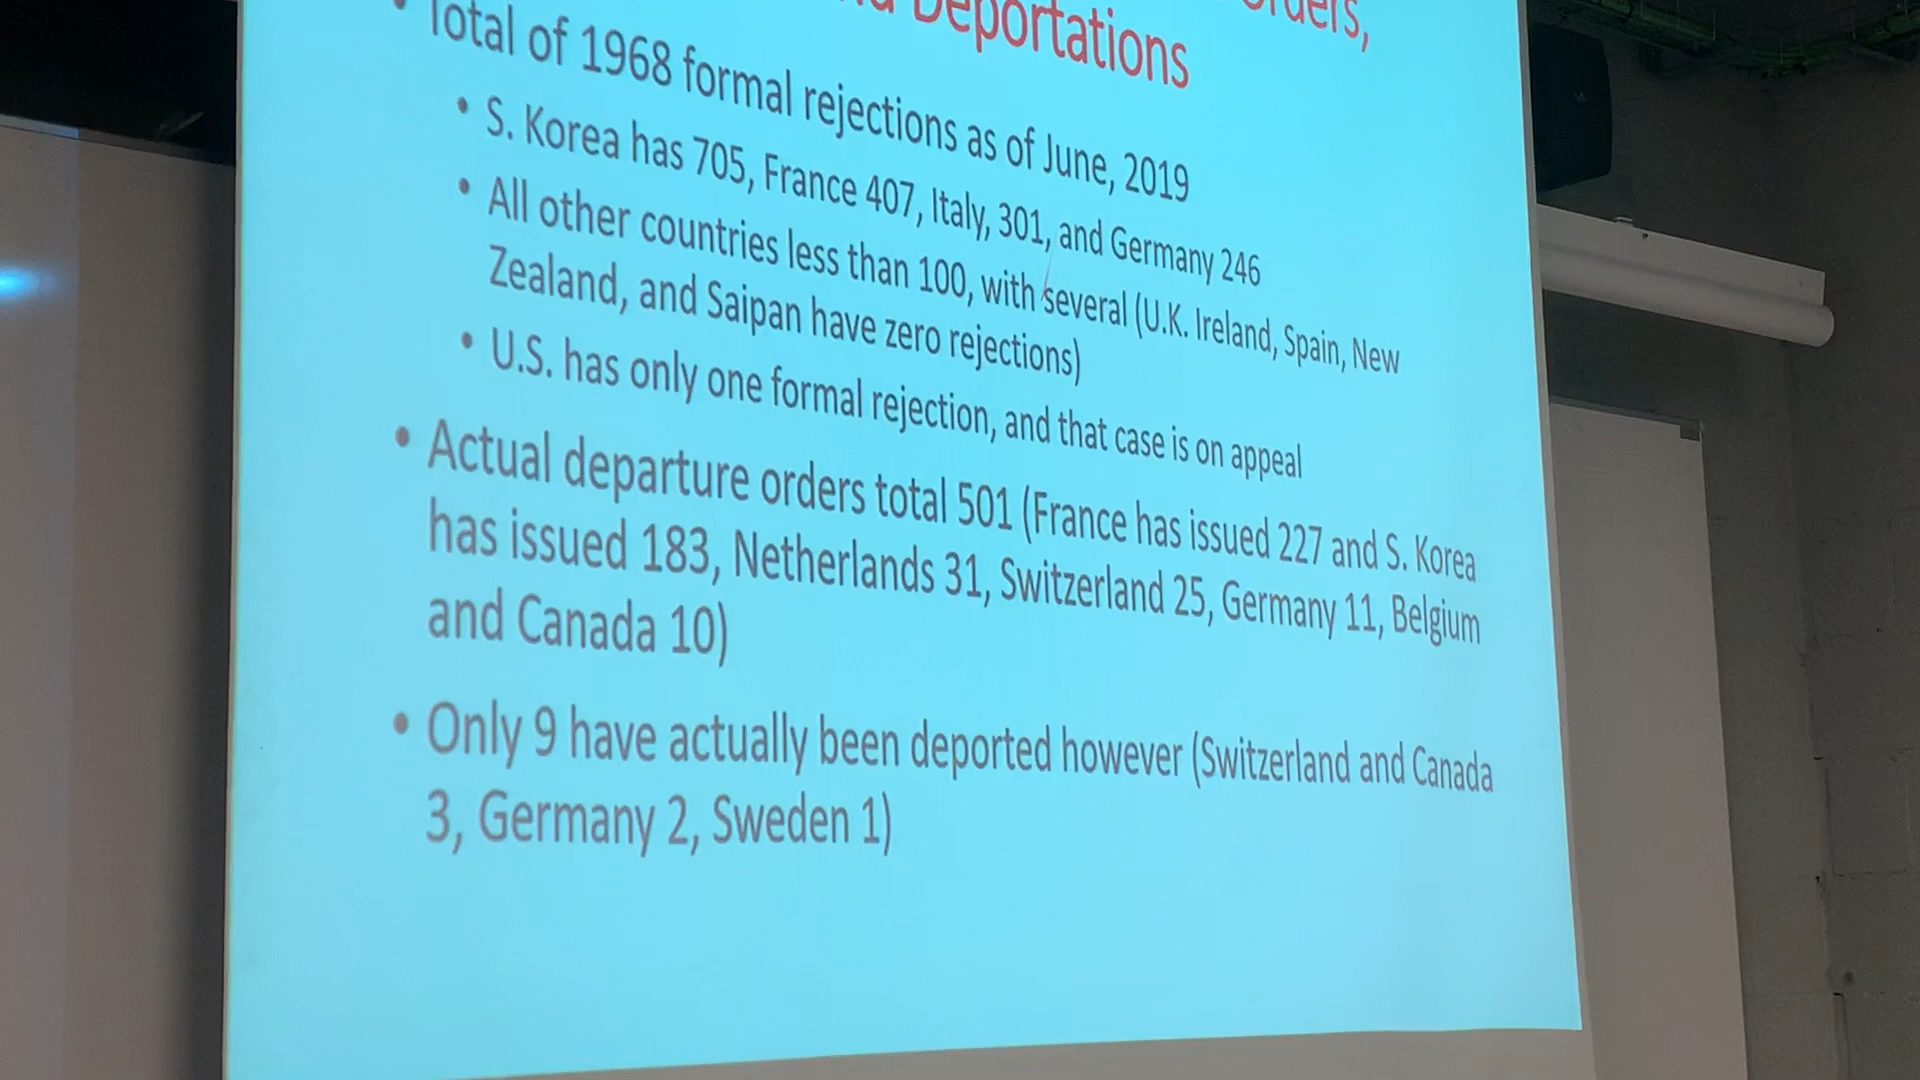 Orders,
Deportations
• Total of 1968 formal rejections as of June, 2019
• S. Korea has 705, France 407, Italy, 301, and Germany 246
• All other countries less than 100, with several (U.K. Ireland, Spain, New
Zealand, and Saipan have zero rejections)
• U.S. has only one formal rejection, and that case is on appeal
• Actual departure orders total 501 (France has issued 227 and S. Korea
has issued 183, Netherlands 31, Switzerland 25, Germany 11, Belgium
and Canada 10)
• Only 9 have actually been deported however (Switzerland and Canada
3, Germany 2, Sweden 1)